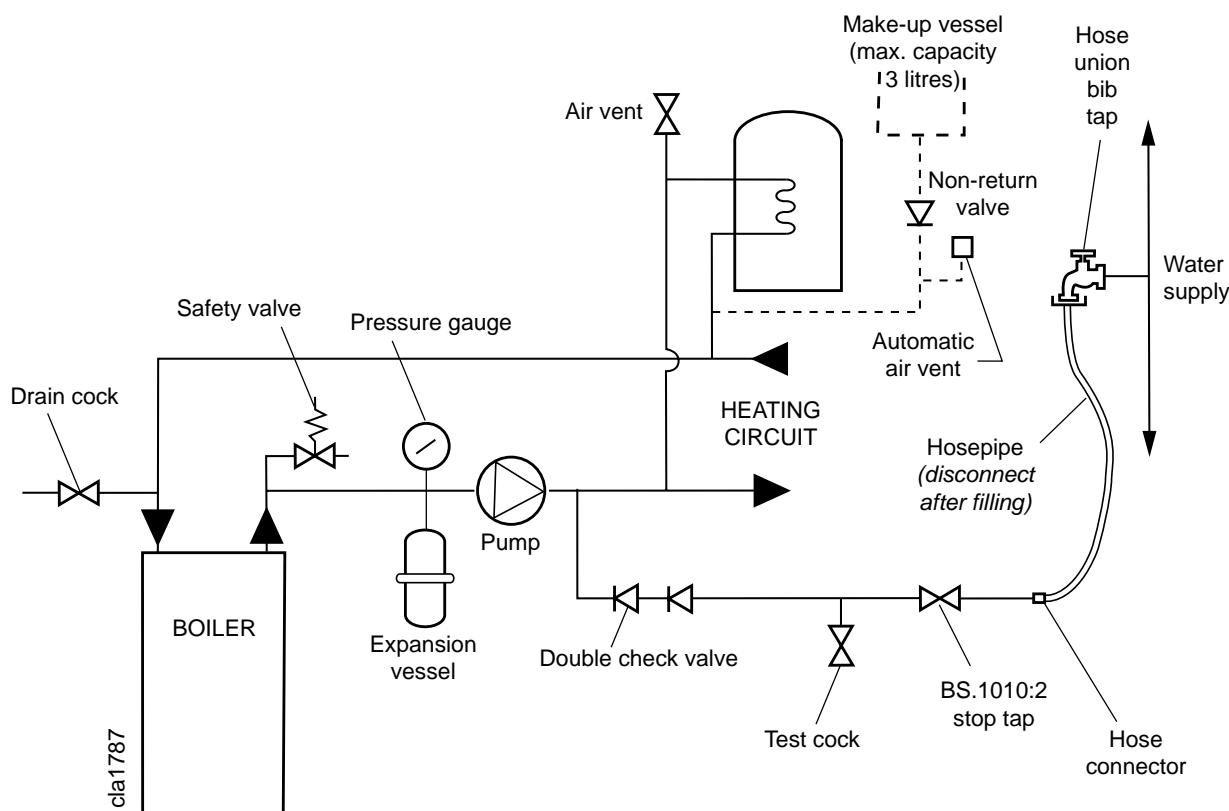 Make-up vessel
(max. capacity
3 litres)
Hose
union
bib
tap
Air vent
Non-return
valve
Water
supply
Safety valve
Pressure gauge
Automatic
air vent
Drain cock
HEATING
CIRCUIT
Hosepipe
(disconnect
after filling)
Pump
BOILER
Expansion
vessel
Double check valve
BS.1010:2
stop tap
Test cock
Hose
connector
cla1787